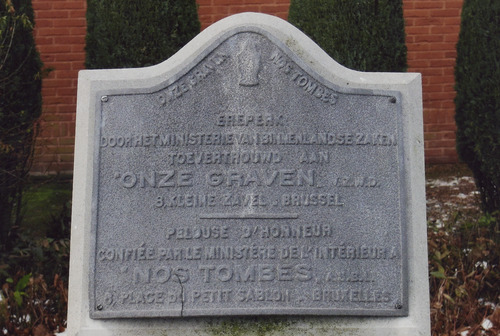 ONZE GRAVEN NOS TOMBES
EREPERK
DOOR HET MINISTERIE VAN BINNENLANDSE ZAKEN
TOEVERTROUWD AAN
"ONZE GRAVEN" V.Z.W.D.
8, KLEINE ZAVEL, BRUSSEL
PELOUSE D'HONNEUR
CONFIÉE PAR LE MINISTÈRE DE L'INTÉRIEUR A
"NOS TOMBES" A.S.B.L.
8, PLACE DU PETIT SABLON, BRUXELLES